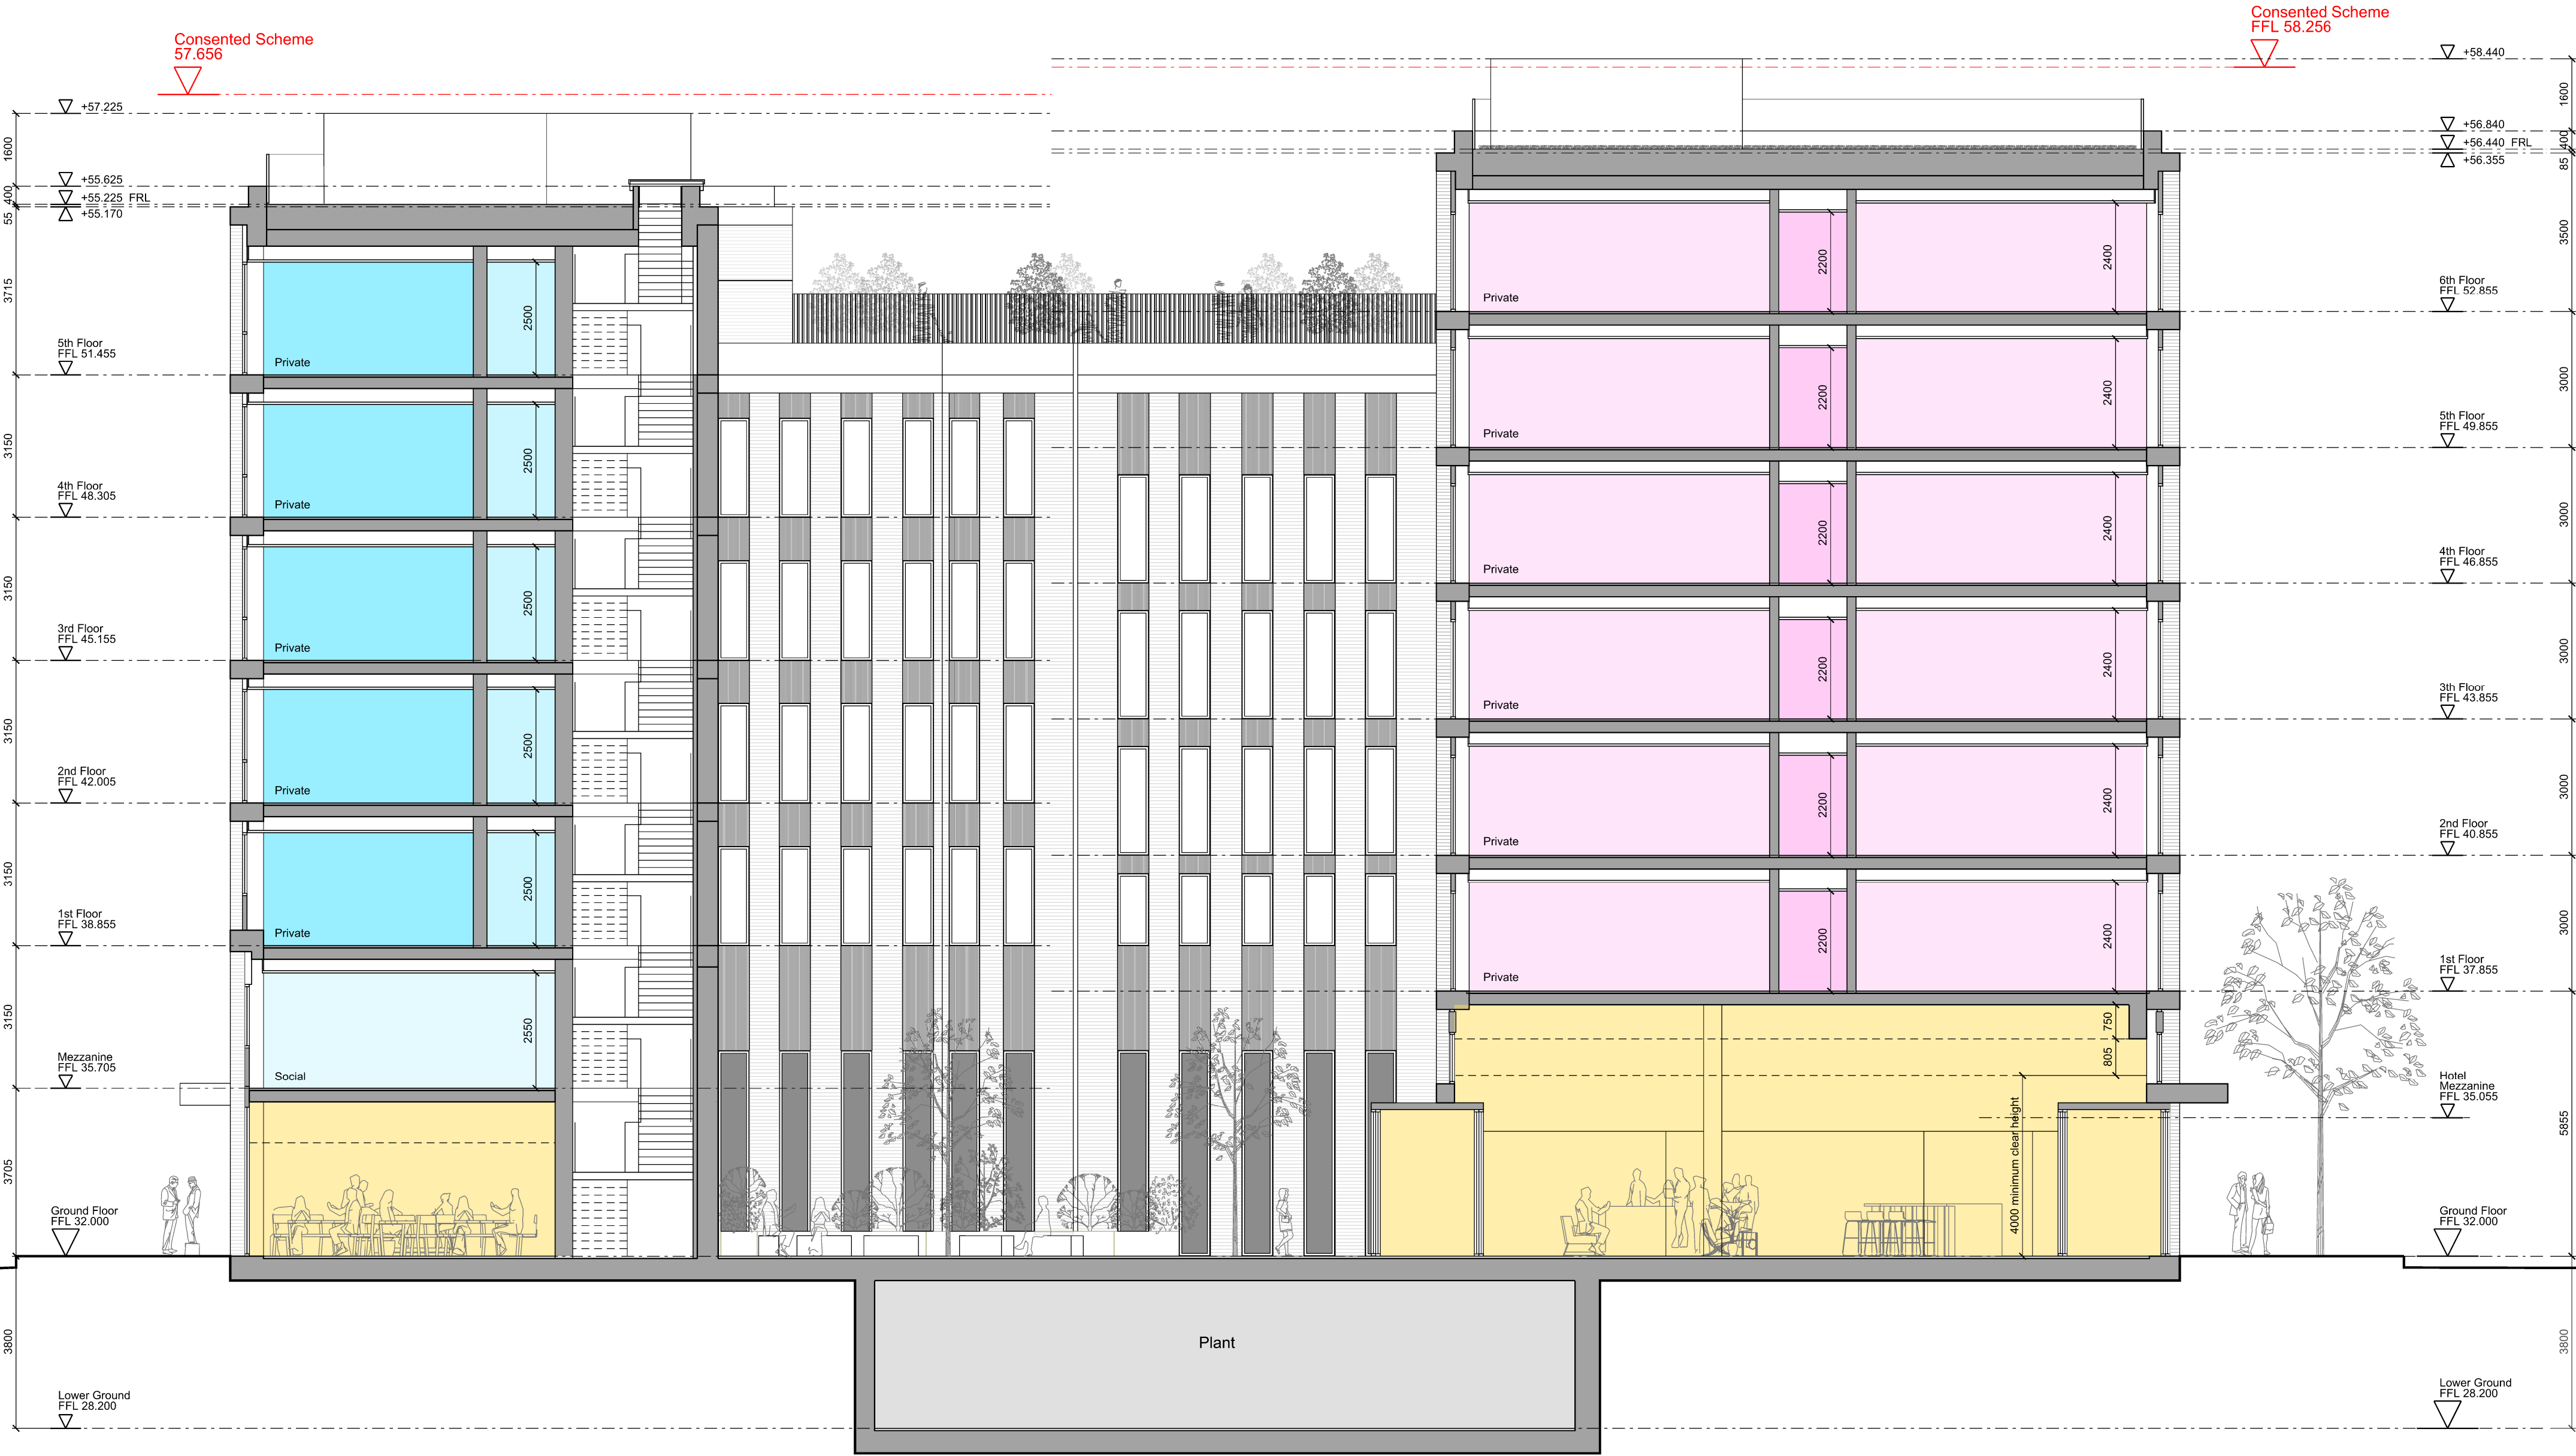 Consented Scheme
57.656
+57.225
+55.625
+55.225 FRL
+55.170
5th Floor
FFL 51.455
4th Floor
FFL 48.305
3rd Floor
FFL 45.155
2nd Floor
FFL 42.005
1st Floor
FFL 38.855
Mezzanine
FFL 35.705
Ground Floor
FFL 32.000
Lower Ground
FFL 28.200
1600
400
55
3715
3150
3150
3150
3150
3150
3705
3800
Private
2500
Private
2500
Private
2500
Private
2500
Private
2500
Social
2550
Plant
Private
2200
2400
Private
2200
2400
Private
2200
2400
Private
2200
2400
Private
2200
2400
Private
2200
2400
750
805
4000 minimum clear height
Consented Scheme
FFL 58.256
+58.440
+56.840
+56.440 FRL
+56.355
6th Floor
FFL 52.855
5th Floor
FFL 49.855
4th Floor
FFL 46.855
3th Floor
FFL 43.855
2nd Floor
FFL 40.855
1st Floor
FFL 37.855
Hotel
Mezzanine
FFL 35.055
Ground Floor
FFL 32.000
Lower Ground
FFL 28.200
1600
400
85
3500
3000
3000
3000
3000
3000
5855
3800